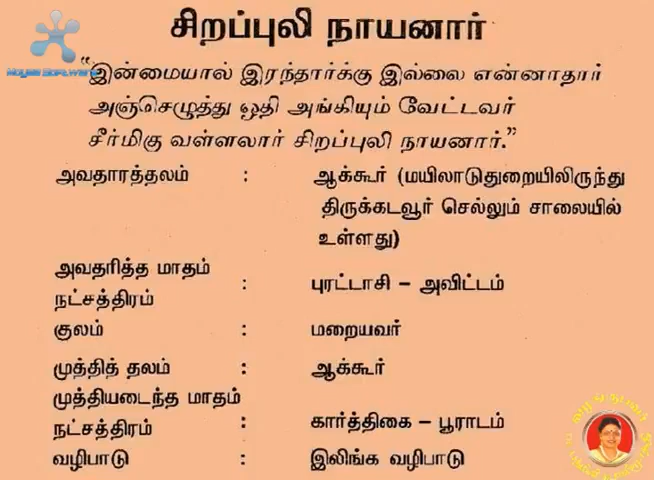 சிறப்புலி நாயனார்
"இன்மையால் இரந்தார்க்கு இல்லை என்னாதார்
அஞ்செழுத்து ஓதி அங்கியும் வேட்டவர்
சீர்மிகு வள்ளலார் சிறப்புலி நாயனார்."
அவதாரத்தலம் : ஆக்கூர் (மயிலாடுதுறையிலிருந்து
திருக்கடவூர் செல்லும் சாலையில்
உள்ளது)
அவதரித்த மாதம்
நட்சத்திரம் : புரட்டாசி – அவிட்டம்
குலம் : மறையவர்
முத்தித் தலம் : ஆக்கூர்
முத்தியடைந்த மாதம்
நட்சத்திரம் : கார்த்திகை – பூராடம்
வழிபாடு : இலிங்க வழிபாடு